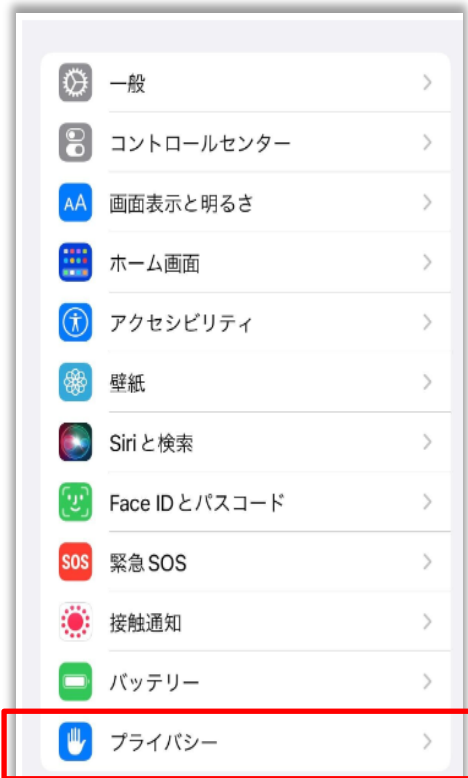 一般
コントロールセンター
AA 画面表示と明るさ
ホーム画面
アクセシビリティ
壁紙
Siriと検索
Face IDとパスコード
SOS 緊急SOS
接触通知
バッテリー
プライバシー